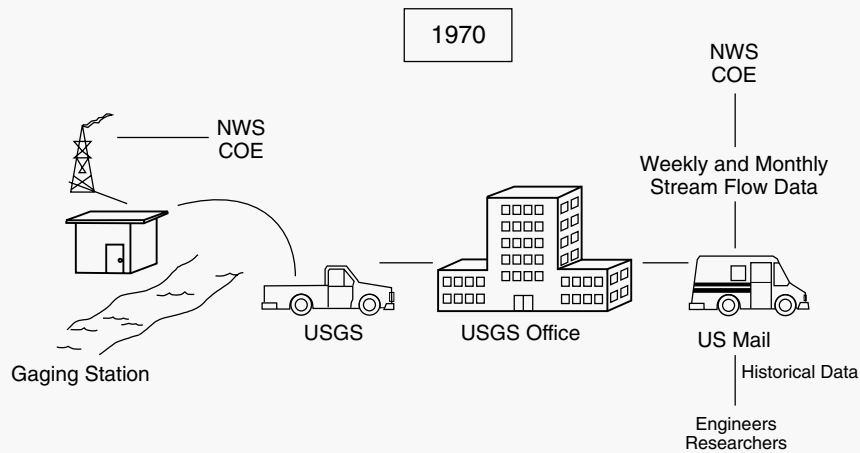 1970
NWS
COE
NWS
COE
Weekly and Monthly
Stream Flow Data
USGS
USGS Office
US Mail
Gaging Station
Historical Data
Engineers
Researchers